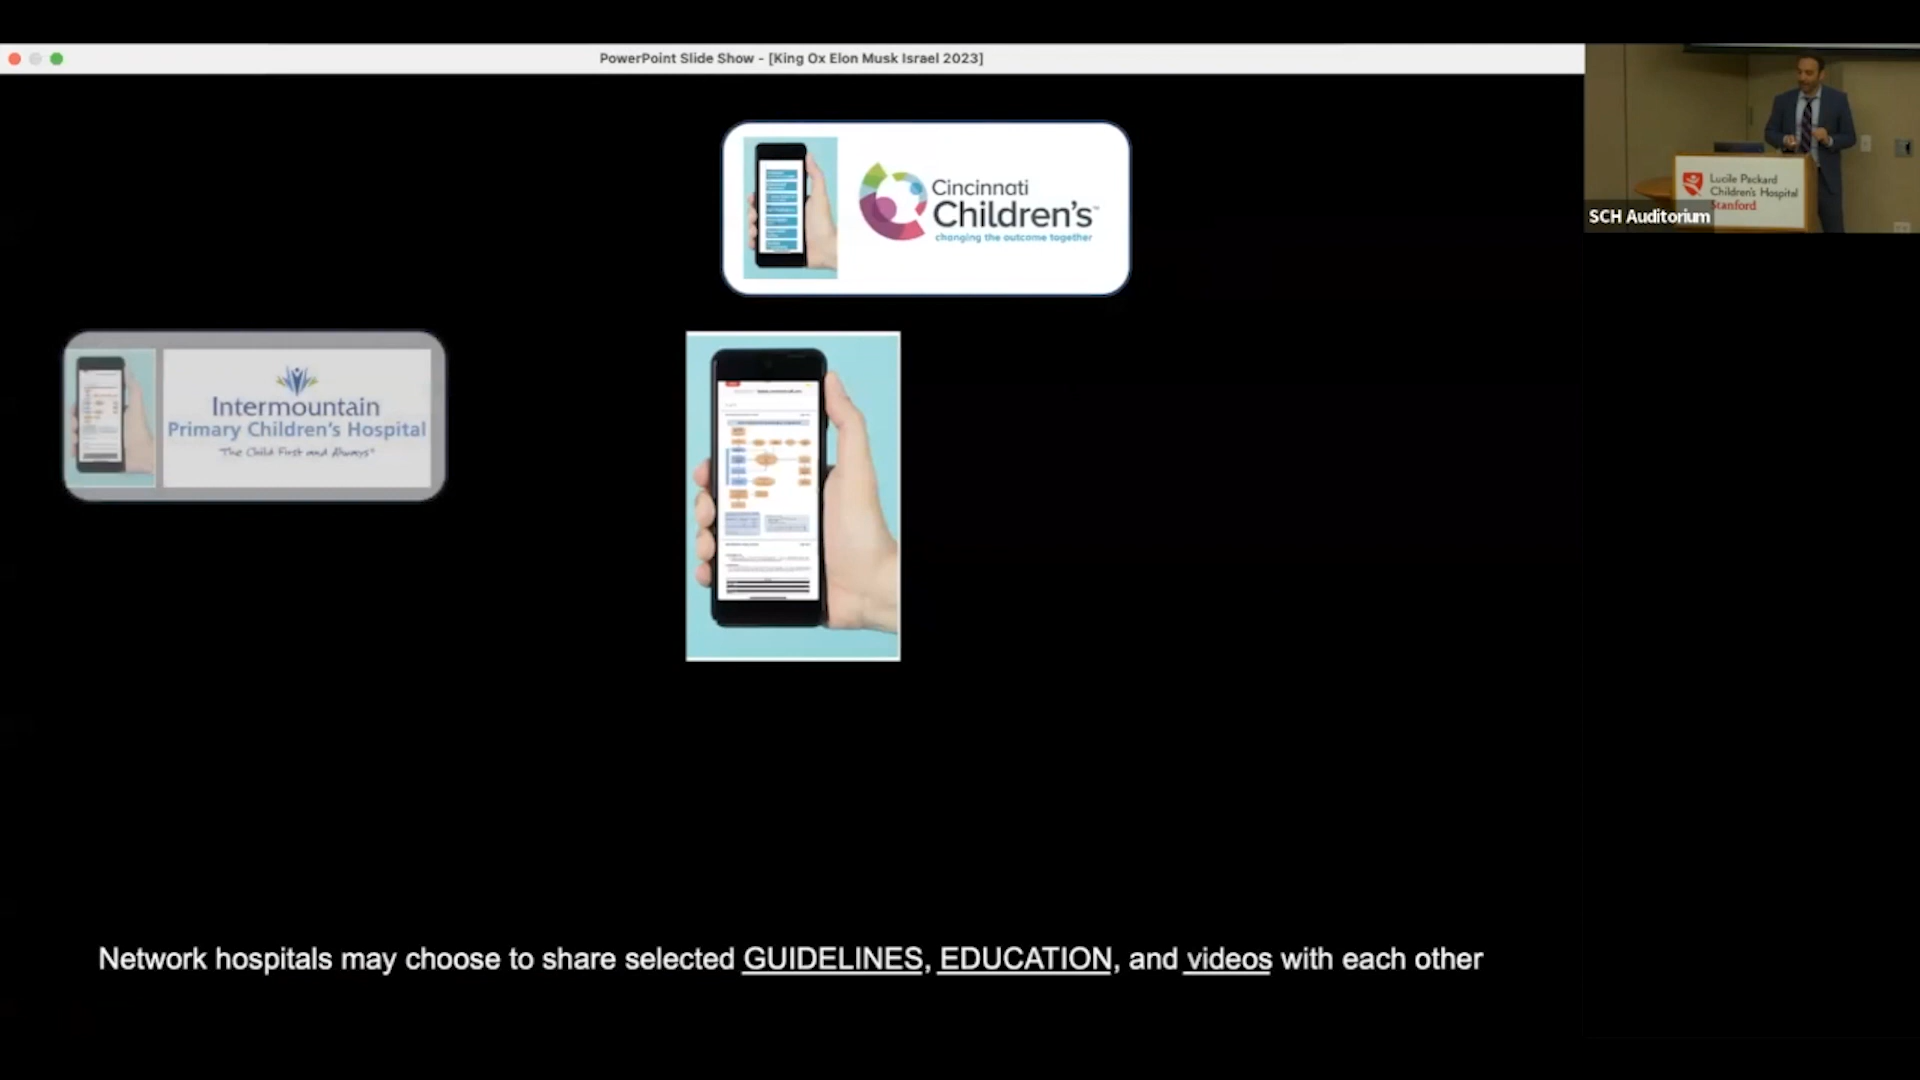 PowerPoint Slide Show - [King Ox Elon Musk Israel 2023]
Cincinnati
Children's™
changing the outcome together
Lucile Packard
Children's Hospital
Stanford
SCH Auditorium
Intermountain
Primary Children's Hospital
The Child First and Always®
Network hospitals may choose to share selected GUIDELINES, EDUCATION, and videos with each other